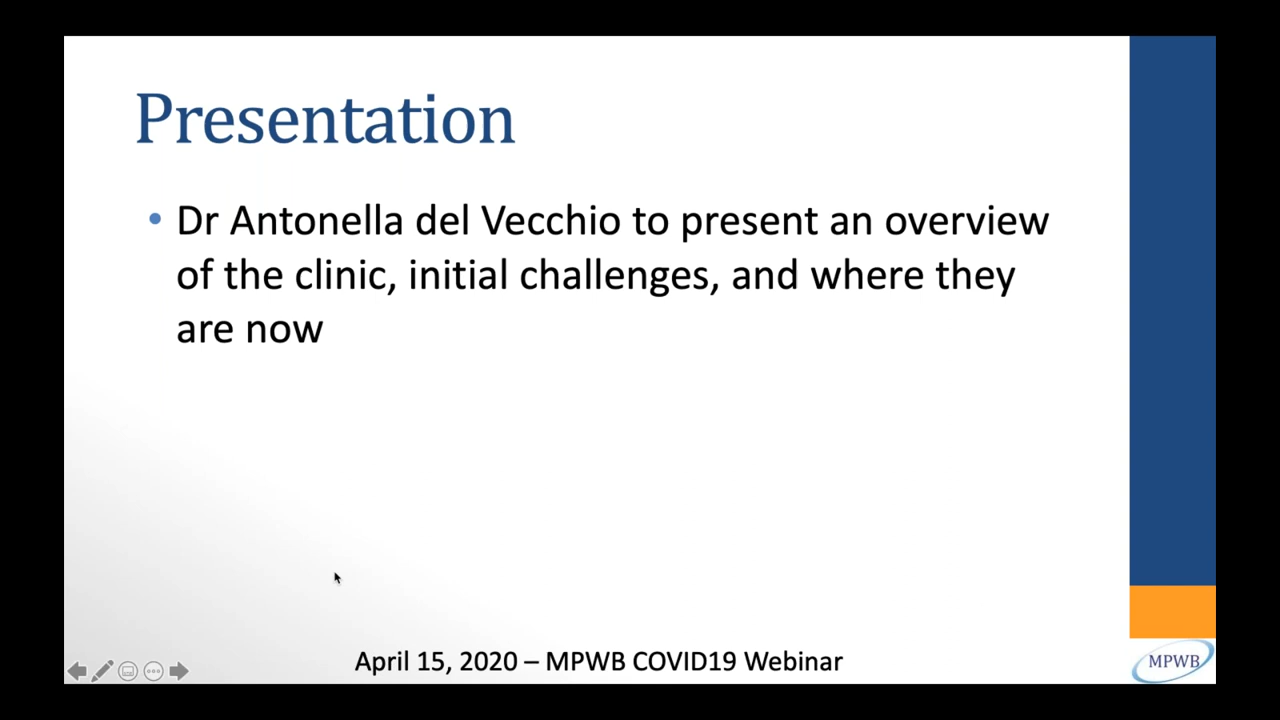 Presentation
• Dr Antonella del Vecchio to present an overview
of the clinic, initial challenges, and where they
are now
April 15, 2020 – MPWB COVID19 Webinar
MPWB